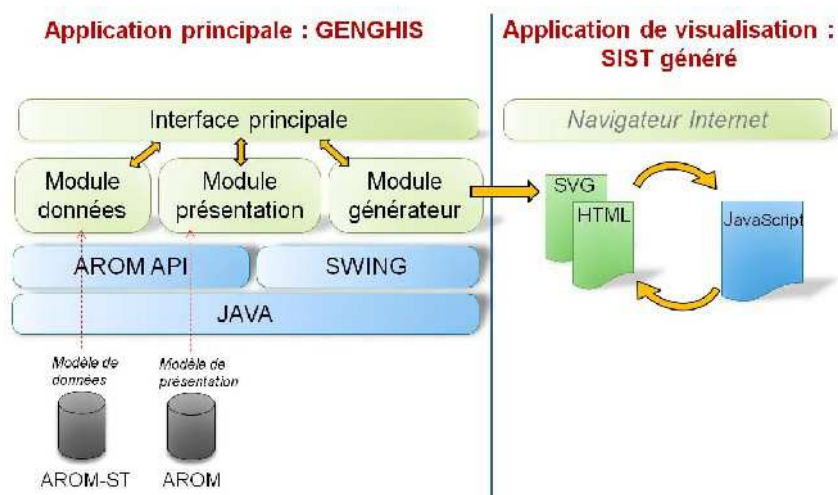 Application principale : GENGHIS
Application de visualisation :
SIST généré
Interface principale
Navigateur Internet
Module
données
Module
présentation
Module
générateur
SVG
HTML
JavaScript
AROM API
SWING
JAVA
Modèle de
données
Modèle de
présentation
AROM-ST
AROM